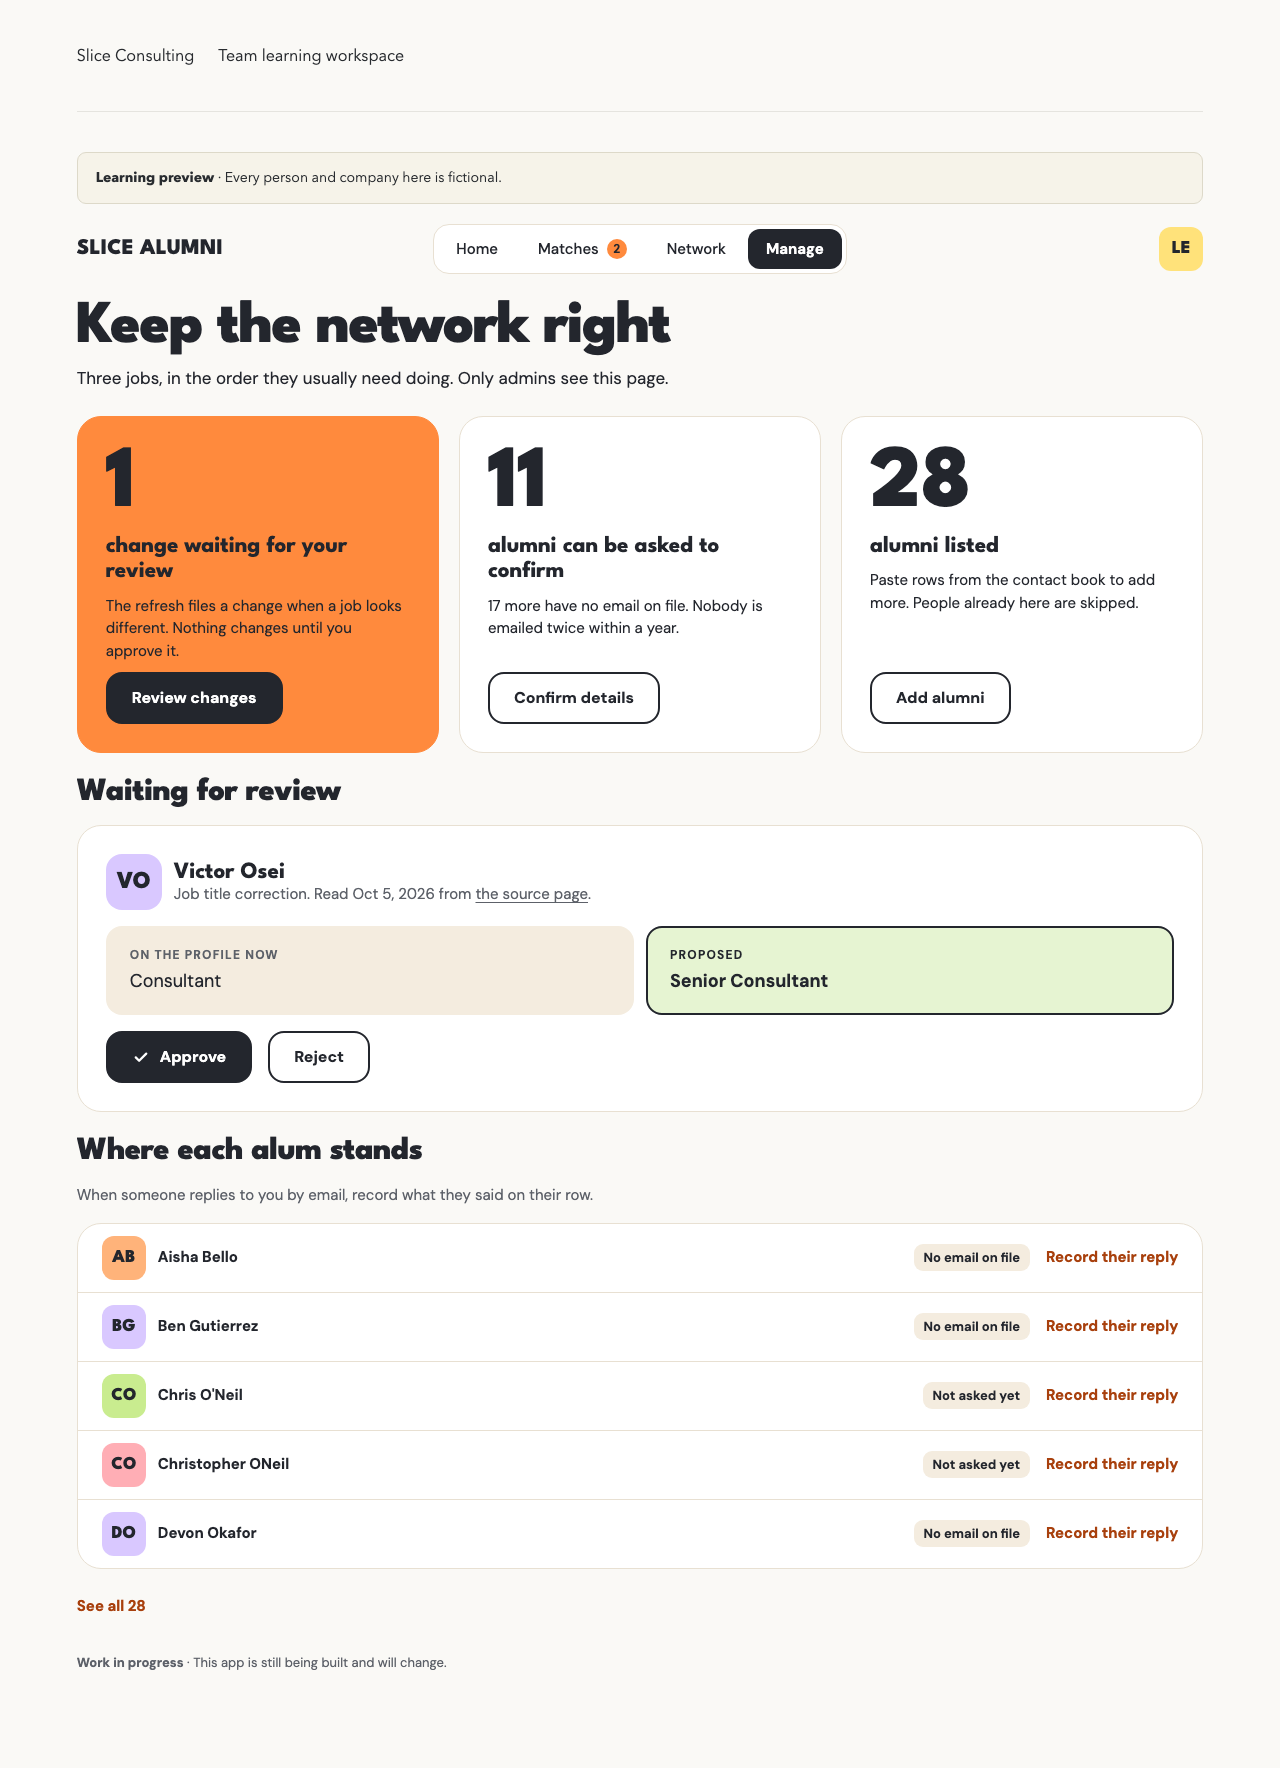 Slice Consulting Team learning workspace
Learning preview · Every person and company here is fictional.
SLICE ALUMNI
Home Matches 2 Network Manage
LE
Keep the network right
Three jobs, in the order they usually need doing. Only admins see this page.
1
change waiting for your
review
The refresh files a change when a job looks
different. Nothing changes until you
approve it.
Review changes
11
alumni can be asked to
confirm
17 more have no email on file. Nobody is
emailed twice within a year.
Confirm details
28
alumni listed
Paste rows from the contact book to add
more. People already here are skipped.
Add alumni
Waiting for review
VO
Victor Osei
Job title correction. Read Oct 5, 2026 from the source page.
ON THE PROFILE NOW
Consultant
PROPOSED
Senior Consultant
Approve
Reject
Where each alum stands
When someone replies to you by email, record what they said on their row.
AB Aisha Bello No email on file Record their reply
BG Ben Gutierrez No email on file Record their reply
CO Chris O'Neil Not asked yet Record their reply
CO Christopher ONeil Not asked yet Record their reply
DO Devon Okafor No email on file Record their reply
See all 28
Work in progress · This app is still being built and will change.